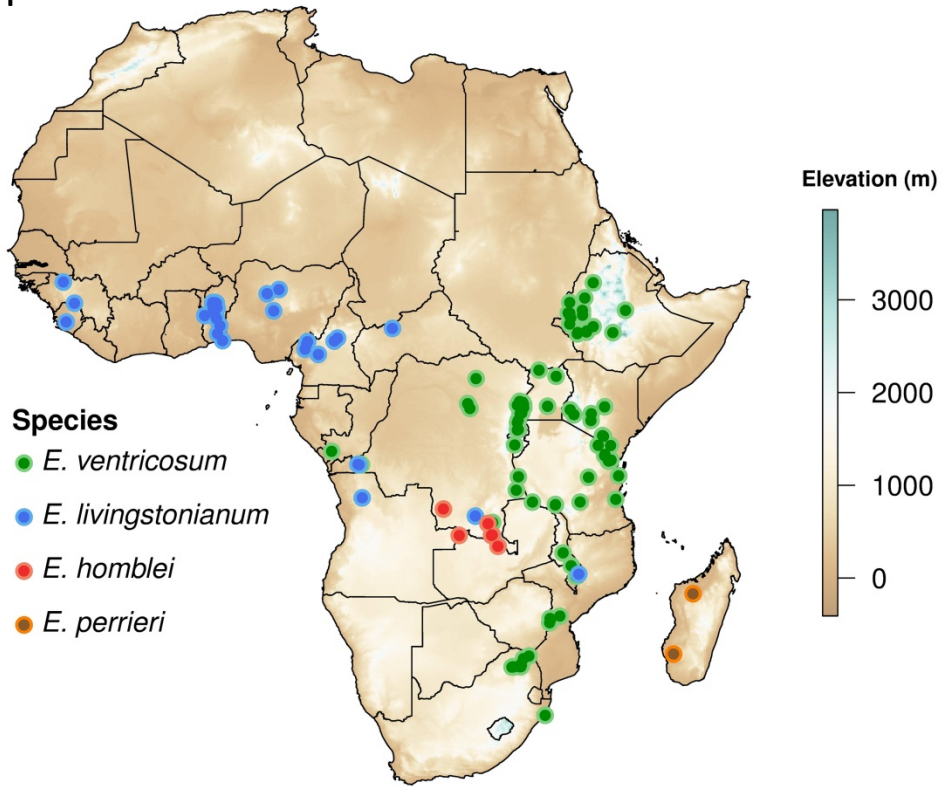 Elevation (m)
3000
2000
1000
0
Species
E. ventricosum
E. livingstonianum
E. homblei
E. perrieri